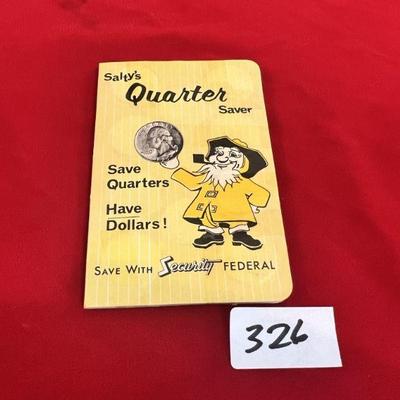 Salty's
Quarter
Saver
Save
Quarters
Have
Dollars!
SAVE WITH Security FEDERAL
326